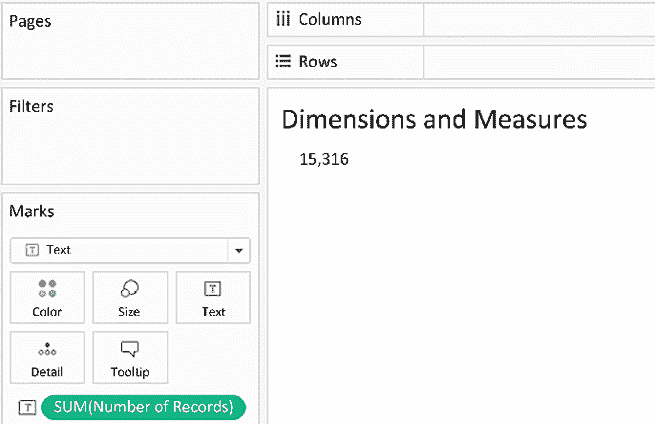 Pages
Columns
Rows
Filters
Dimensions and Measures
15,316
Marks
Text
Color
Size
Text
Detail
Tooltip
SUM(Number of Records)